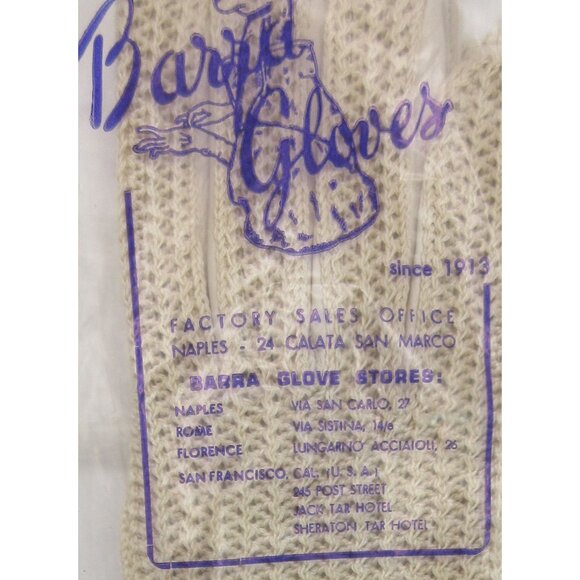 Barra
Gloves
since 1913
FACTORY SALES OFFICE
NAPLES - 24 CALATA SAN MARCO
BARRA GLOVE STORES:
NAPLES VIA SAN CARLO, 27
ROME VIA SISTINA, 14/a
FLORENCE LUNGARNO ACCIAIOLI, 26
SAN FRANCISCO, CAL. (U. S. A.)
245 POST STREET
JACK TAR HOTEL
SHERATON TAR HOTEL